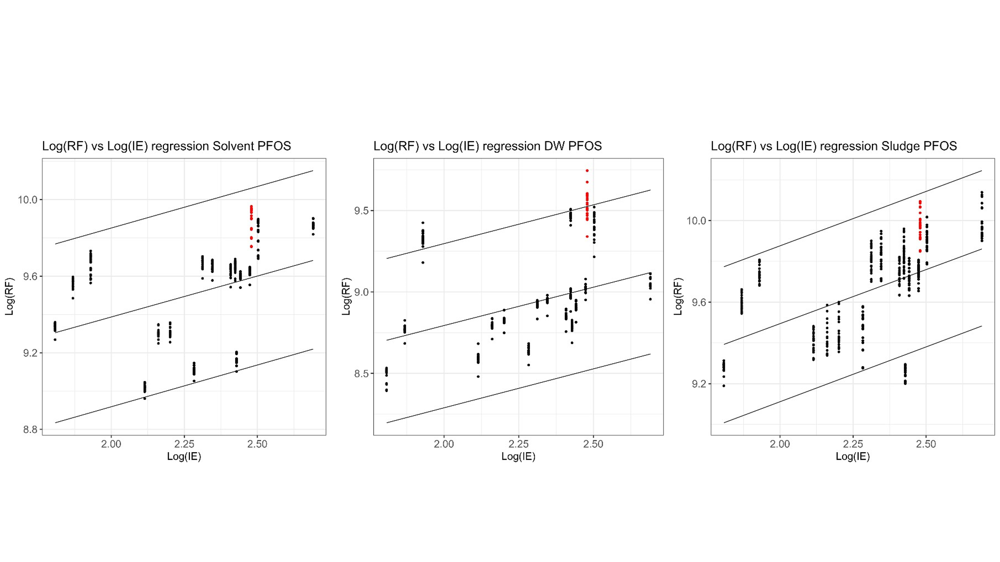 Log(RF) vs Log(IE) regression Solvent PFOS
Log(RF)
10.0
9.6
9.2
8.8
2.00 2.25 2.50
Log(IE)
Log(RF) vs Log(IE) regression DW PFOS
Log(RF)
9.5
9.0
8.5
2.00 2.25 2.50
Log(IE)
Log(RF) vs Log(IE) regression Sludge PFOS
Log(RF)
10.0
9.6
9.2
2.00 2.25 2.50
Log(IE)